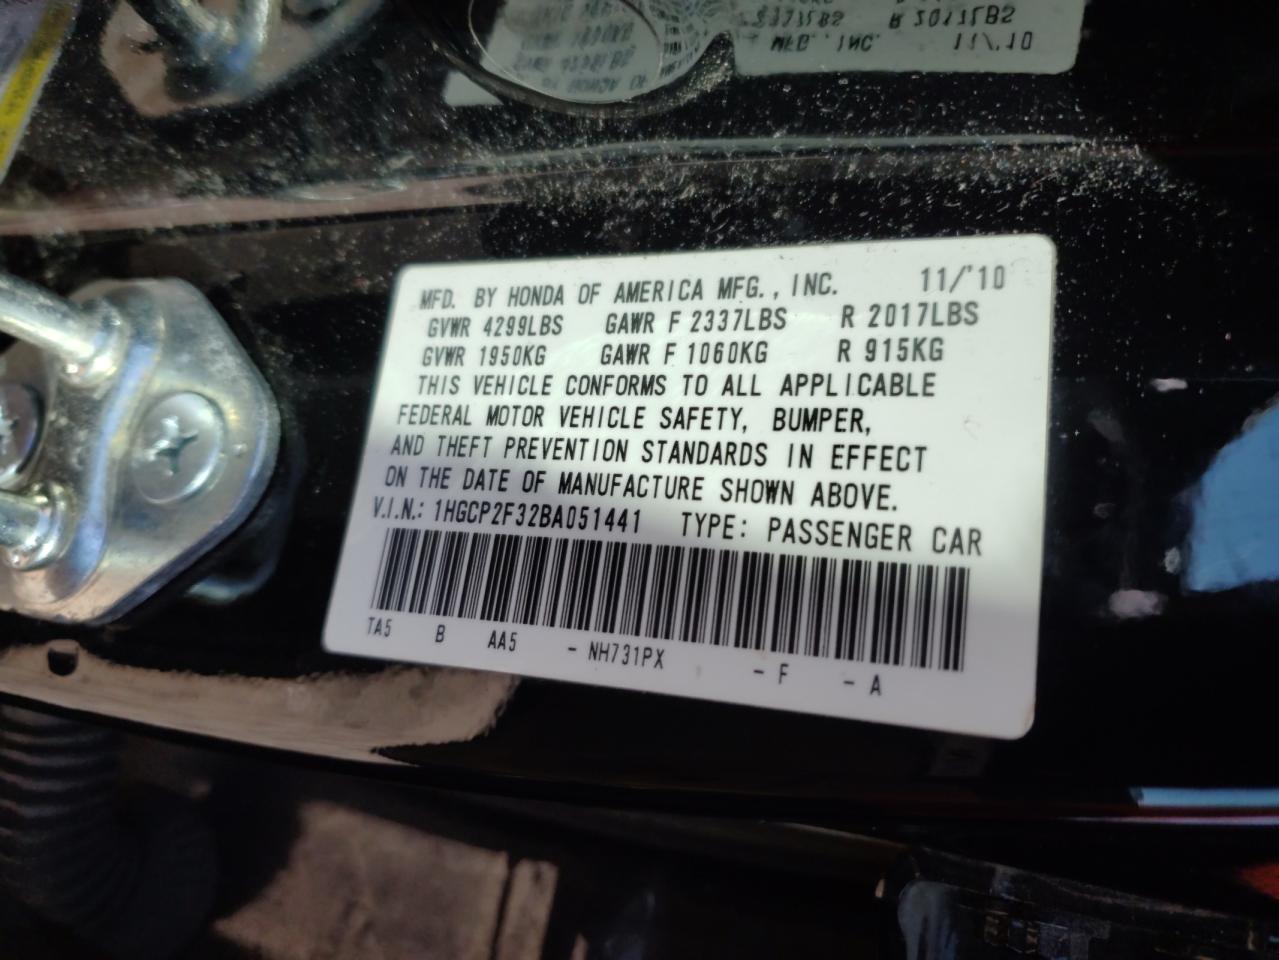 MFD. BY HONDA OF AMERICA MFG., INC. 11/'10
GVWR 4299LBS GAWR F 2337LBS R 2017LBS
GVWR 1950KG GAWR F 1060KG R 915KG
THIS VEHICLE CONFORMS TO ALL APPLICABLE
FEDERAL MOTOR VEHICLE SAFETY, BUMPER,
AND THEFT PREVENTION STANDARDS IN EFFECT
ON THE DATE OF MANUFACTURE SHOWN ABOVE.
V.I.N.: 1HGCP2F32BA051441 TYPE: PASSENGER CAR
TA5 B AA5 - NH731PX - F - A